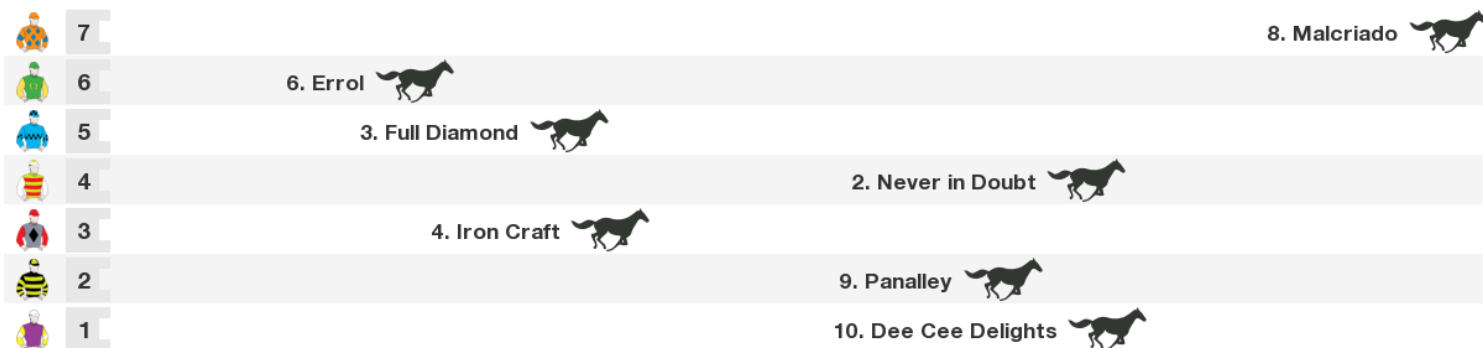 7 8. Malcriado
6 6. Errol
5 3. Full Diamond
4 2. Never in Doubt
3 4. Iron Craft
2 9. Panalley
1 10. Dee Cee Delights